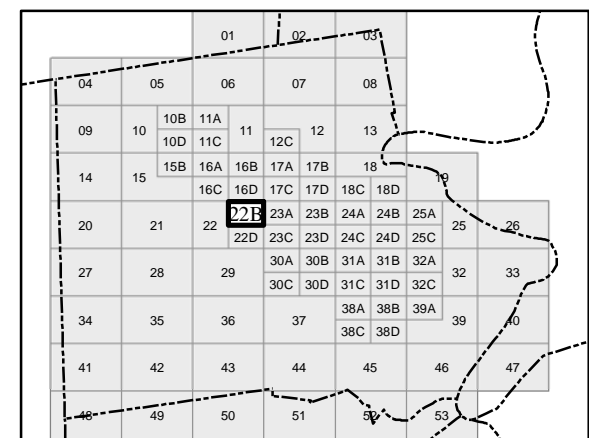 01 02 03
04 05 06 07 08
10B 11A
09 10 11 12 13
10D 11C 12C
15B 16A 16B 17A 17B 18
14 15 19
16C 16D 17C 17D 18C 18D
22B 23A 23B 24A 24B 25A
20 21 22 25 26
22D 23C 23D 24C 24D 25C
30A 30B 31A 31B 32A
27 28 29 32 33
30C 30D 31C 31D 32C
38A 38B 39A
34 35 36 37 39 40
38C 38D
41 42 43 44 45 46 47
48 49 50 51 52 53